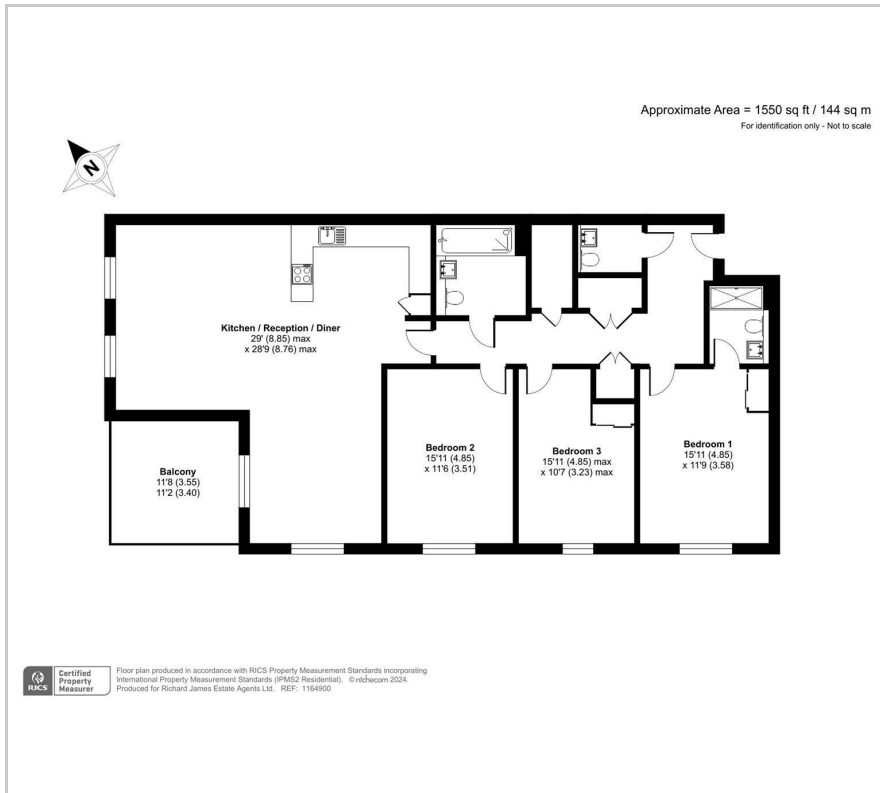 Approximate Area = 1550 sq ft / 144 sq m
For identification only - Not to scale
N
Kitchen / Reception / Diner
29' (8.85) max
x 28'9 (8.76) max
Bedroom 2
15'11 (4.85)
x 11'6 (3.51)
Bedroom 3
15'11 (4.85) max
x 10'7 (3.23) max
Bedroom 1
15'11 (4.85)
x 11'9 (3.58)
Balcony
11'8 (3.55)
11'2 (3.40)
RICS
Certified
Property
Measurer
Floor plan produced in accordance with RICS Property Measurement Standards incorporating
International Property Measurement Standards (IPMS2 Residential). © nichecom 2024.
Produced for Richard James Estate Agents Ltd. REF: 1164900